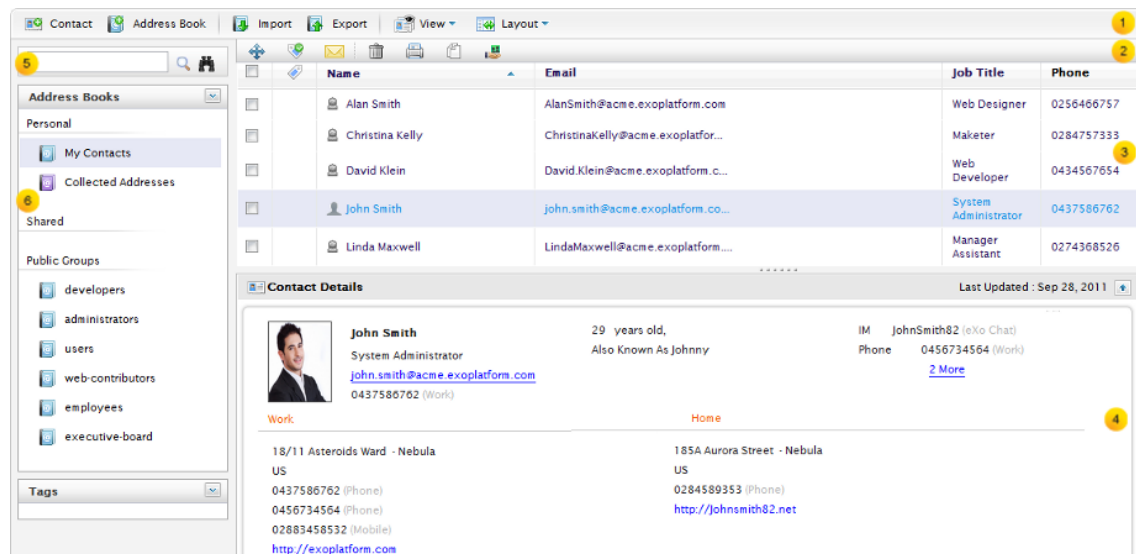 Contact Address Book Import Export View Layout 1
2
5
Name Email Job Title Phone
Address Books
Personal
My Contacts
Collected Addresses
6
Shared
Public Groups
developers
administrators
users
web-contributors
employees
executive-board
Tags
Alan Smith AlanSmith@acme.exoplatform.com Web Designer 0256466757
Christina Kelly ChristinaKelly@acme.exoplatfor... Maketer 0284757333
3
David Klein David.Klein@acme.exoplatform.c... Web Developer 0434567654
John Smith john.smith@acme.exoplatform.co... System Administrator 0437586762
Linda Maxwell LindaMaxwell@acme.exoplatform.... Manager Assistant 0274368526
Contact Details Last Updated : Sep 28, 2011
John Smith
System Administrator
john.smith@acme.exoplatform.com
0437586762 (Work)
29 years old,
Also Known As Johnny
IM JohnSmith82 (eXo Chat)
Phone 0456734564 (Work)
2 More
4
Work
18/11 Asteroids Ward - Nebula
US
0437586762 (Phone)
0456734564 (Phone)
02883458532 (Mobile)
http://exoplatform.com
Home
185A Aurora Street - Nebula
US
0284589353 (Phone)
http://Johnsmith82.net